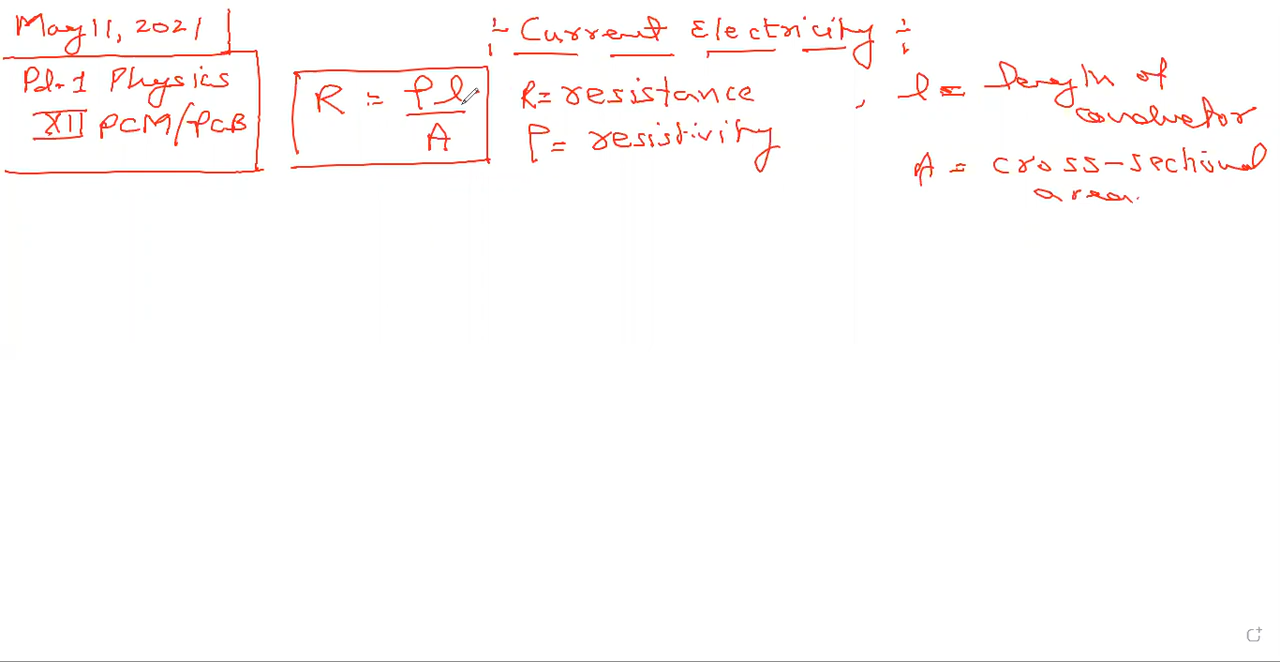 May 11, 2021
:- Current Electricity -:
Pd-1 Physics
XII PCM/PCB
R = ρl/A
R = resistance
ρ = resistivity
, l = length of
conductor
A = cross-sectional
area.